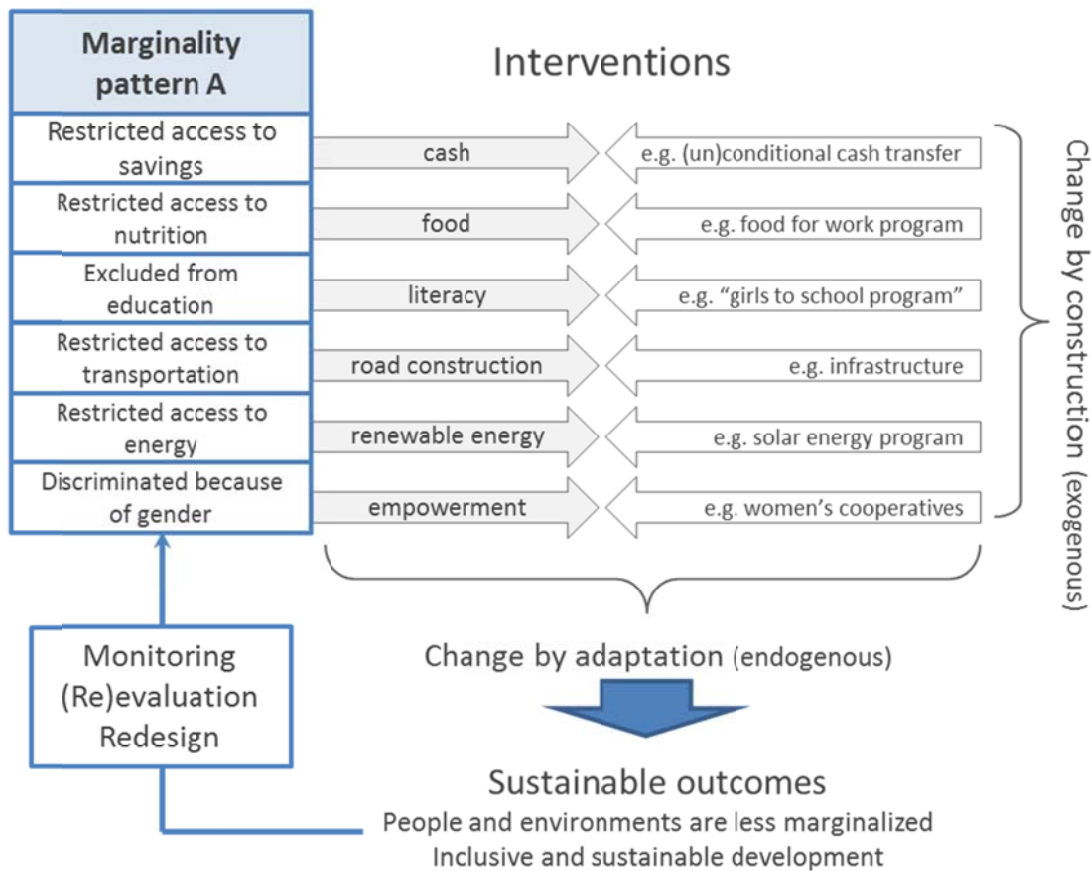 Marginality
pattern A
Interventions
Restricted access to
savings
cash
e.g. (un)conditional cash transfer
Restricted access to
nutrition
food
e.g. food for work program
Excluded from
education
literacy
e.g. “girls to school program”
Restricted access to
transportation
road construction
e.g. infrastructure
Restricted access to
energy
renewable energy
e.g. solar energy program
Discriminated because
of gender
empowerment
e.g. women’s cooperatives
Change by construction (exogenous)
Change by adaptation (endogenous)
Monitoring
(Re)evaluation
Redesign
Sustainable outcomes
People and environments are less marginalized
Inclusive and sustainable development